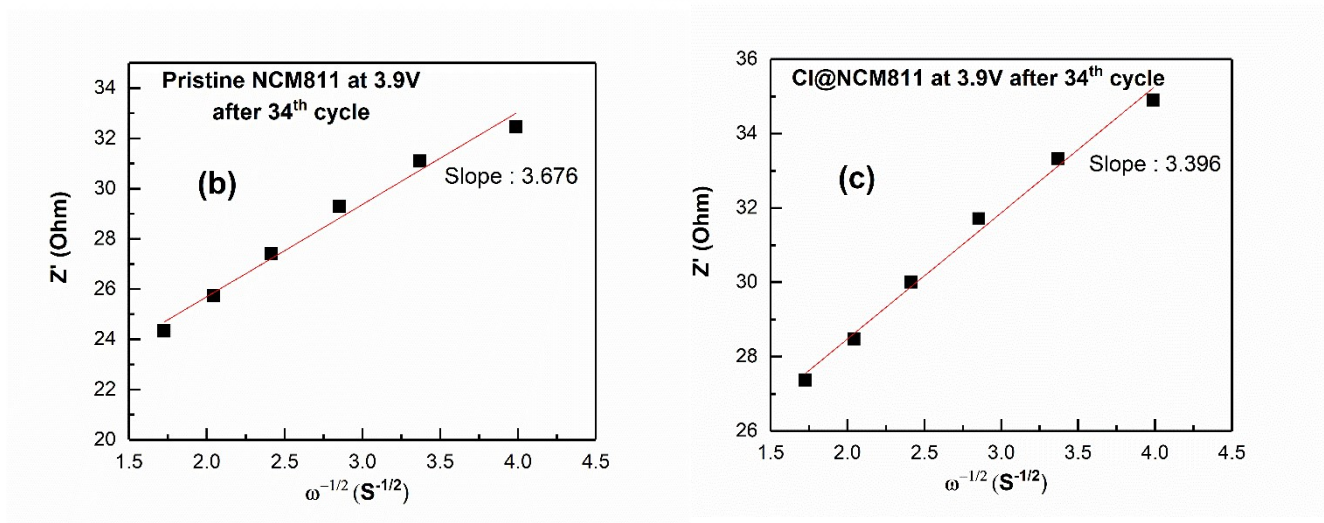 Pristine NCM811 at 3.9V
after 34th cycle
(b)
Slope : 3.676
Z' (Ohm)
34
32
30
28
26
24
22
20
1.5 2.0 2.5 3.0 3.5 4.0 4.5
ω−1/2 (S-1/2)
Cl@NCM811 at 3.9V after 34th cycle
(c)
Slope : 3.396
Z' (Ohm)
36
34
32
30
28
26
1.5 2.0 2.5 3.0 3.5 4.0 4.5
ω−1/2 (S-1/2)